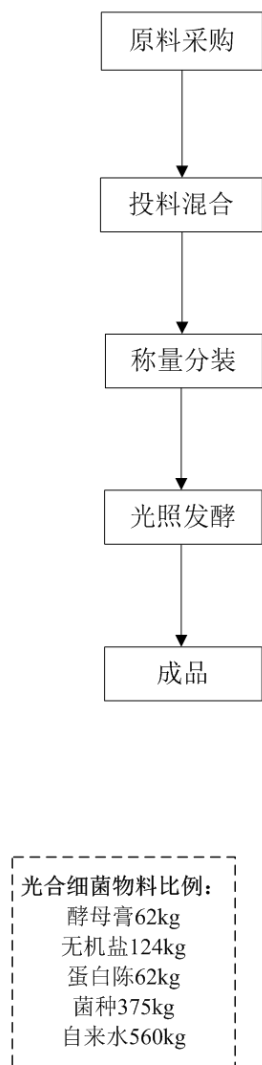 原料采购
投料混合
称量分装
光照发酵
成品
光合细菌物料比例：
酵母膏62kg
无机盐124kg
蛋白陈62kg
菌种375kg
自来水560kg